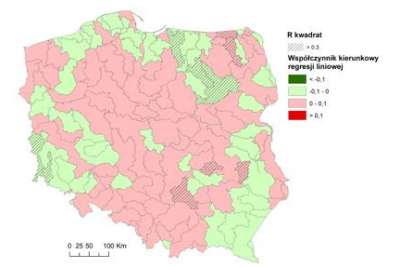 R kwadrat
> 0.3
Współczynnik kierunkowy
regresji liniowej
< -0,1
-0,1 - 0
0 - 0,1
> 0,1
0 25 50 100 Km